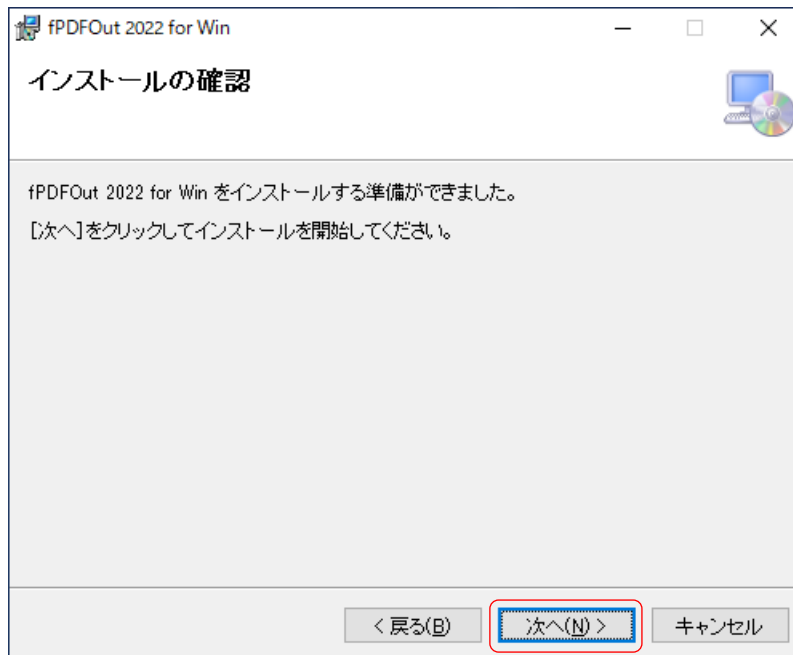 fPDFOut 2022 for Win
インストールの確認
fPDFOut 2022 for Win をインストールする準備ができました。
[次へ]をクリックしてインストールを開始してください。
< 戻る(B)
次へ(N) >
キャンセル